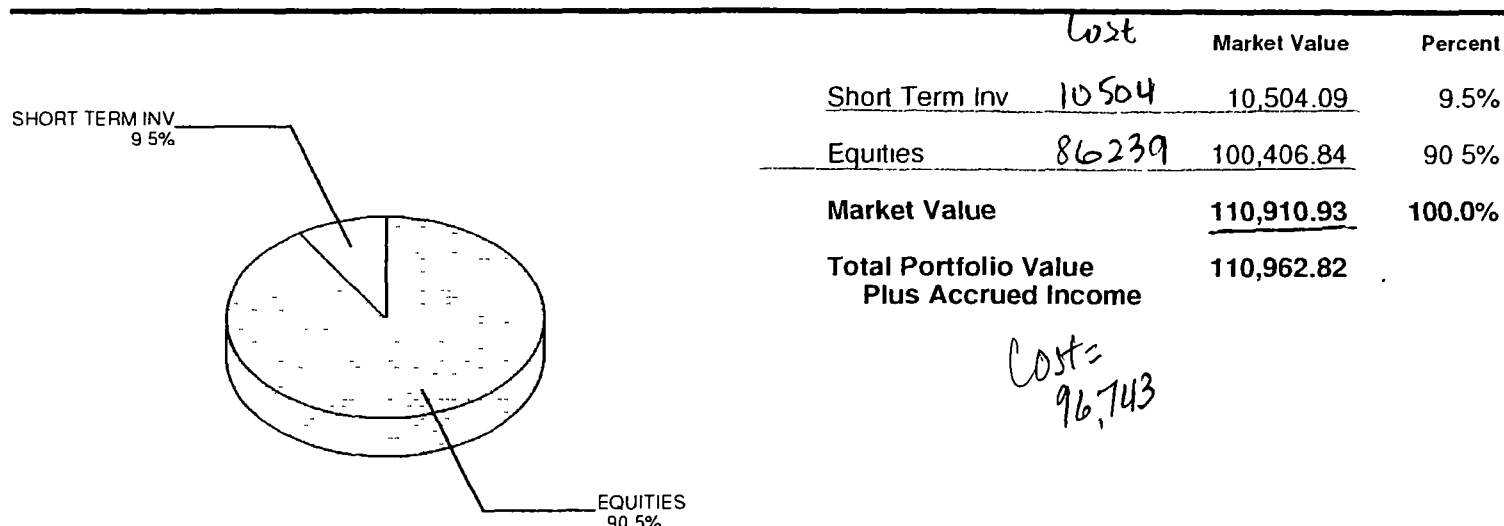 Cost Market Value Percent
SHORT TERM INV
9 5%
Short Term Inv 10504 10,504.09 9.5%
Equities 86239 100,406.84 90 5%
Market Value 110,910.93 100.0%
Total Portfolio Value 110,962.82
Plus Accrued Income
Cost=
96,743
EQUITIES
90.5%